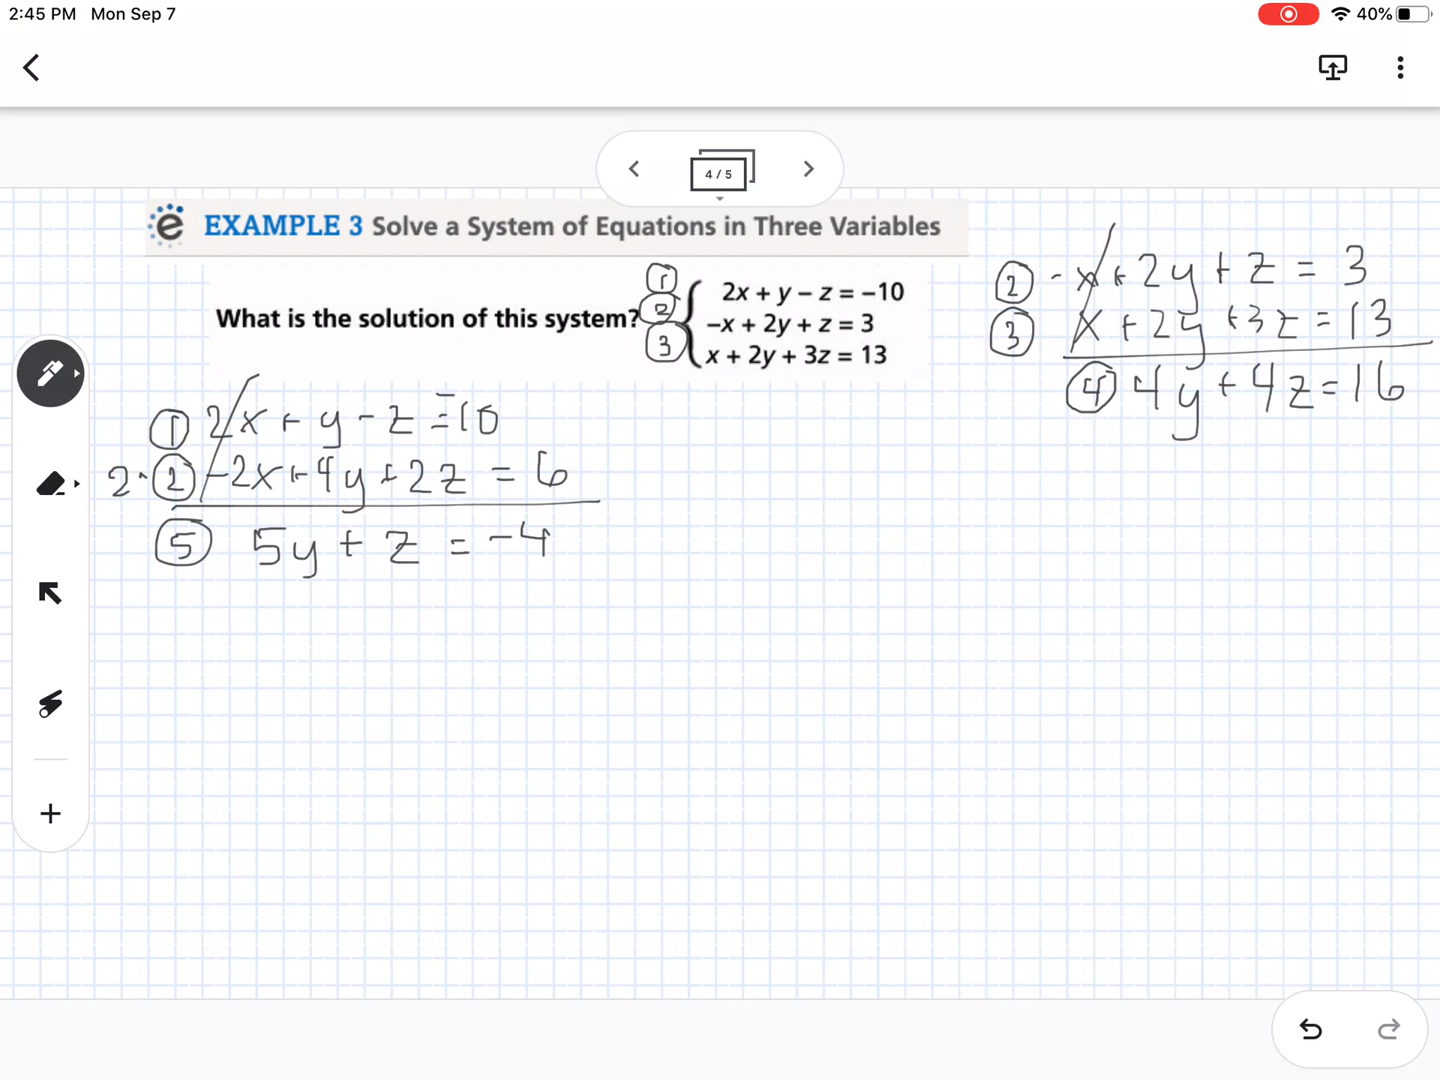 2:45 PM Mon Sep 7
40%
4 / 5
e EXAMPLE 3 Solve a System of Equations in Three Variables
What is the solution of this system?
① 2x + y − z = −10
② −x + 2y + z = 3
③ x + 2y + 3z = 13
② -x + 2y + z = 3
③ x + 2y + 3z = 13
④ 4y + 4z = 16
① 2x + y - z = -10
2·② -2x + 4y + 2z = 6
⑤ 5y + z = -4